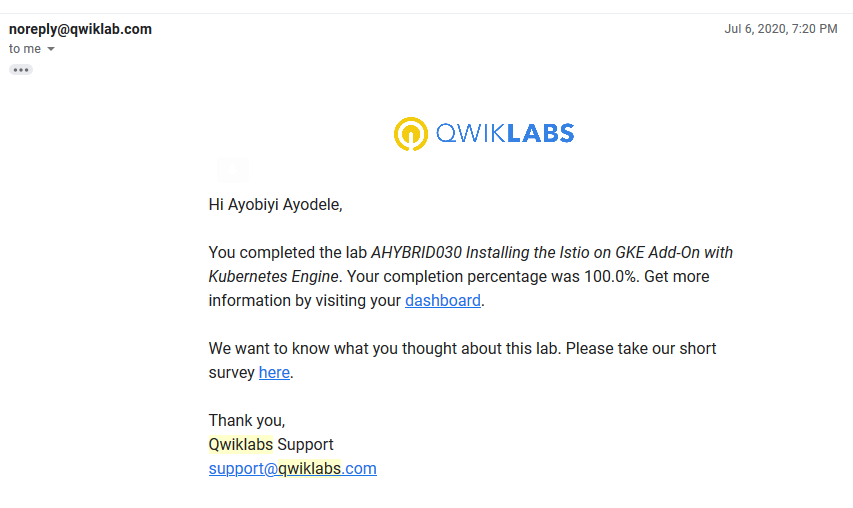 noreply@qwiklab.com
Jul 6, 2020, 7:20 PM
to me
QWIKLABS
Hi Ayobiyi Ayodele,
You completed the lab AHYBRID030 Installing the Istio on GKE Add-On with
Kubernetes Engine. Your completion percentage was 100.0%. Get more
information by visiting your dashboard.
We want to know what you thought about this lab. Please take our short
survey here.
Thank you,
Qwiklabs Support
support@qwiklabs.com